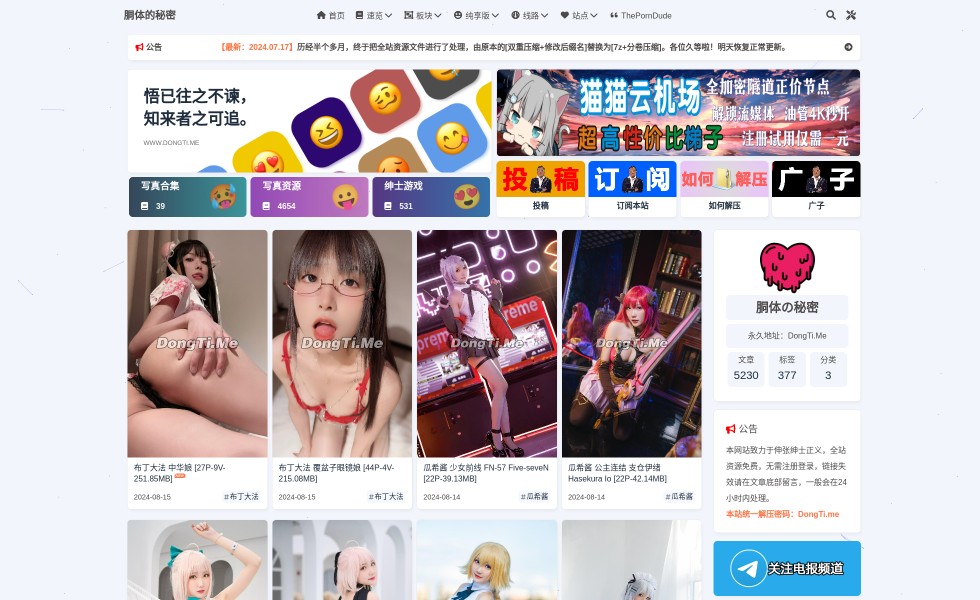 胴体的秘密
首页 速览 板块 纯享版 线路 站点 ThePornDude
公告
【最新：2024.07.17】历经半个多月，终于把全站资源文件进行了处理，由原本的[双重压缩+修改后缀名]替换为[7z+分卷压缩]。各位久等啦！明天恢复正常更新。
悟已往之不谏，
知来者之可追。
WWW.DONGTI.ME
猫猫云机场
全加密隧道正价节点
解锁流媒体 油管4K秒开
超高性价比梯子
注册试用仅需一元
写真合集
39
写真资源
4654
绅士游戏
531
投稿
订阅
如何解压
广子
投稿
订阅本站
如何解压
广子
DongTi.Me
DongTi.Me
DongTi.Me
DongTi.Me
布丁大法 中华娘 [27P-9V-
251.85MB]
2024-08-15
#布丁大法
布丁大法 覆盆子眼镜娘 [44P-4V-
215.08MB]
2024-08-15
#布丁大法
瓜希酱 少女前线 FN-57 Five-seveN
[22P-39.13MB]
2024-08-14
#瓜希酱
瓜希酱 公主连结 支仓伊绪
Hasekura Io [22P-42.14MB]
2024-08-14
#瓜希酱
胴体の秘密
永久地址：DongTi.Me
文章 标签 分类
5230 377 3
公告
本网站致力于伸张绅士正义，全站
资源免费，无需注册登录，链接失
效请在文章底部留言，一般会在24
小时内处理。
本站统一解压密码：DongTi.me
关注电报频道